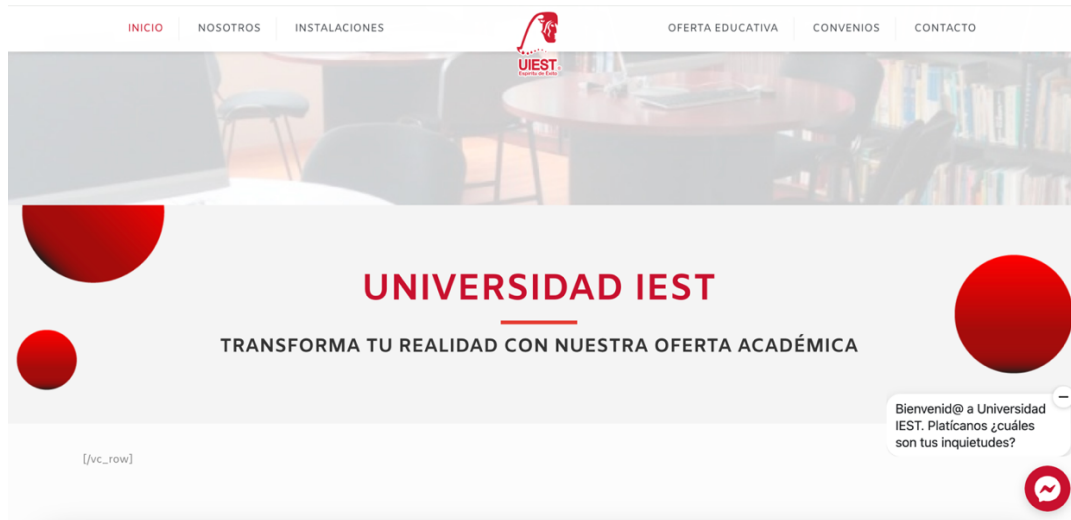 INICIO NOSOTROS INSTALACIONES OFERTA EDUCATIVA CONVENIOS CONTACTO
UIEST
Espíritu de Éxito
UNIVERSIDAD IEST
TRANSFORMA TU REALIDAD CON NUESTRA OFERTA ACADÉMICA
Bienvenid@ a Universidad
IEST. Platícanos ¿cuáles
son tus inquietudes?
[/vc_row]